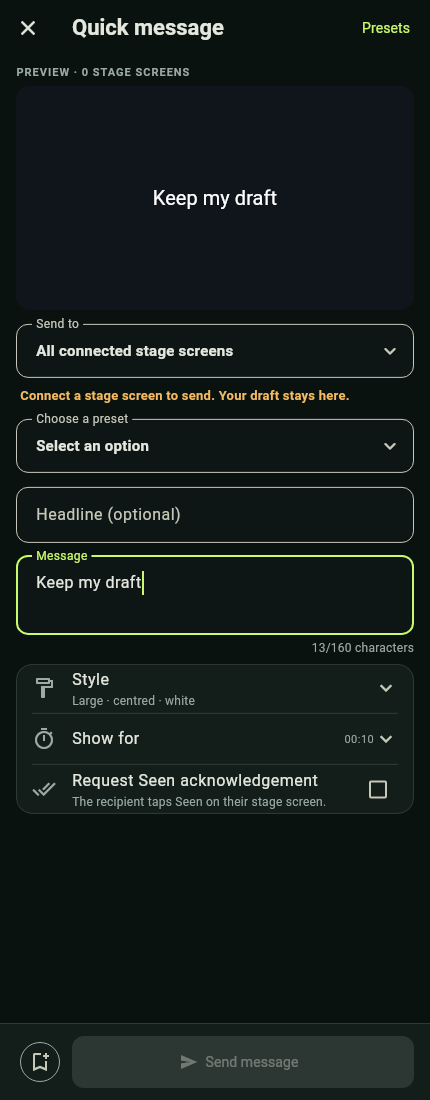 Quick message
Presets
PREVIEW · 0 STAGE SCREENS
Keep my draft
Send to
All connected stage screens
Connect a stage screen to send. Your draft stays here.
Choose a preset
Select an option
Headline (optional)
Message
Keep my draft
13/160 characters
Style
Large · centred · white
Show for
00:10
Request Seen acknowledgement
The recipient taps Seen on their stage screen.
Send message